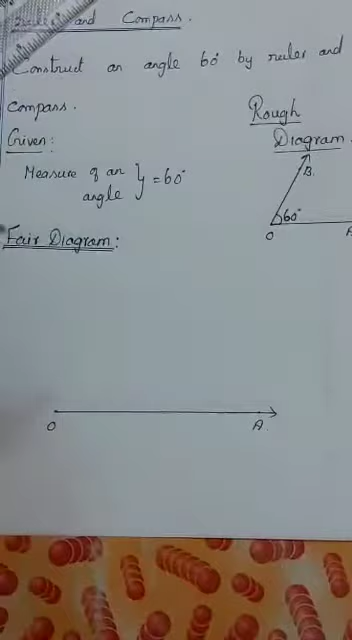 Ruler and Compass.
Construct an angle 60° by ruler and
Compass.
Given:
Measure of an angle } = 60°
Rough
Diagram.
B
60°
O
Fair Diagram:
O A